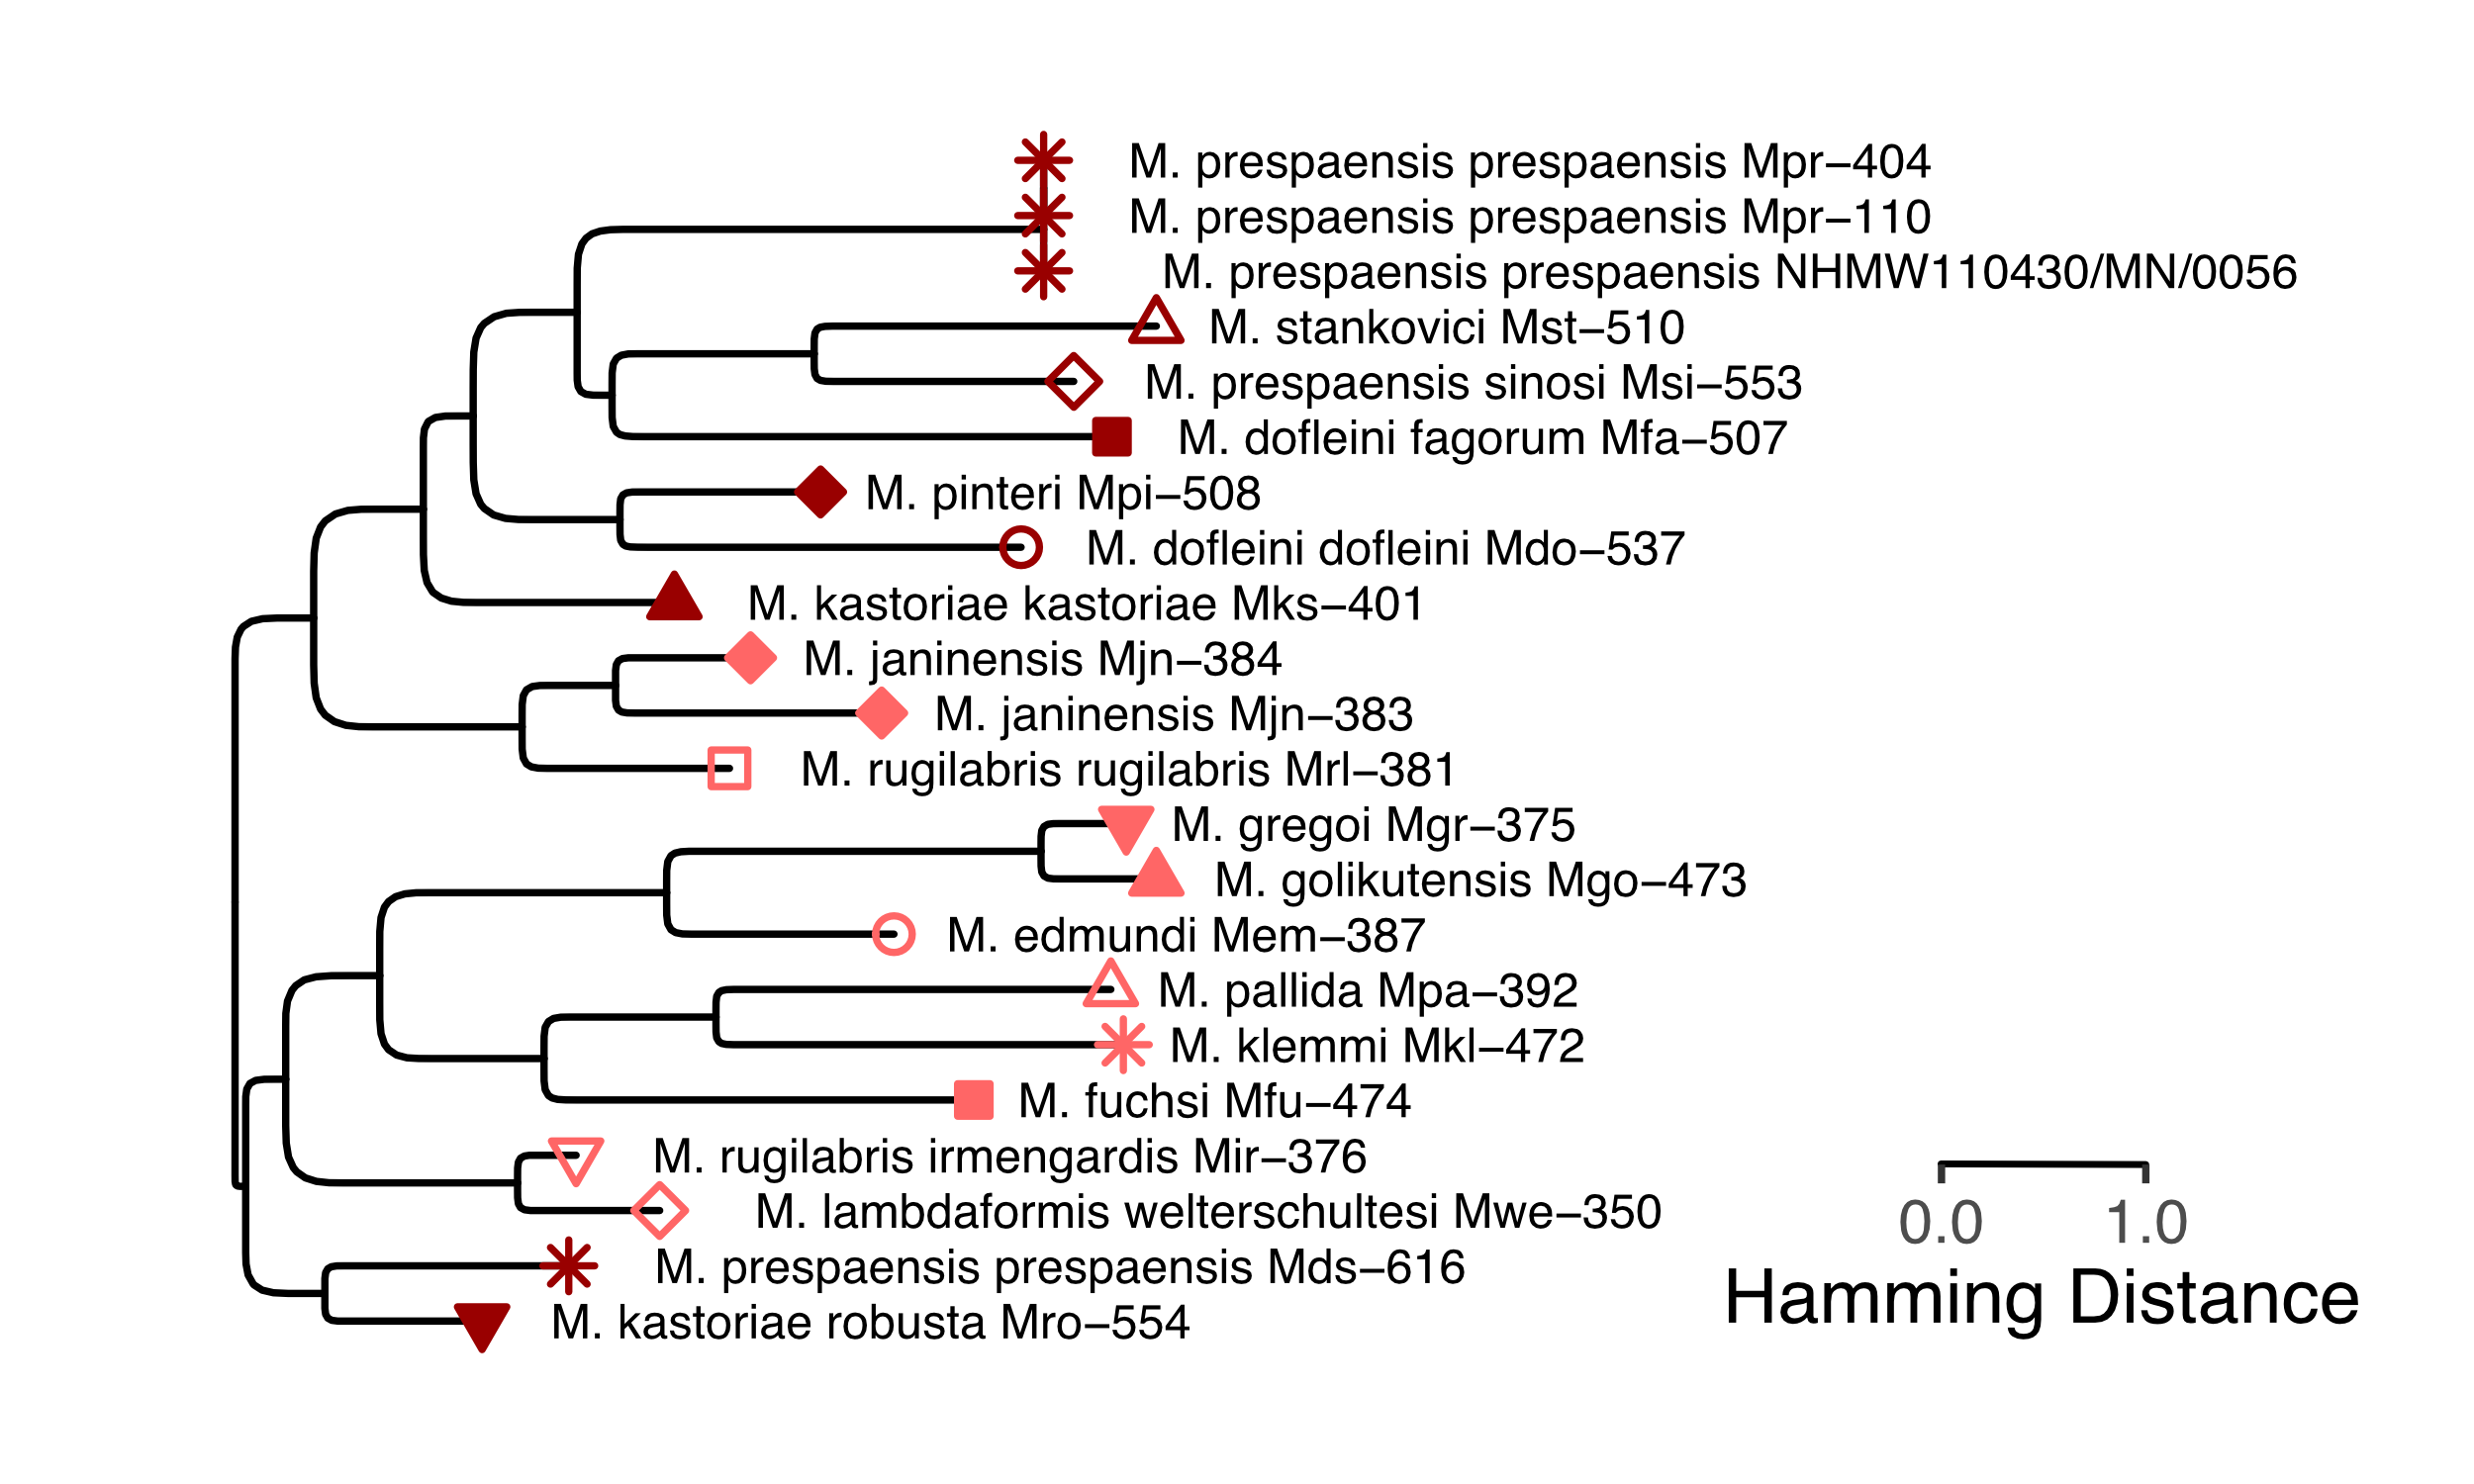 M. prespaensis prespaensis Mpr–404
M. prespaensis prespaensis Mpr–110
M. prespaensis prespaensis NHMW110430/MN/0056
M. stankovici Mst–510
M. prespaensis sinosi Msi–553
M. dofleini fagorum Mfa–507
M. pinteri Mpi–508
M. dofleini dofleini Mdo–537
M. kastoriae kastoriae Mks–401
M. janinensis Mjn–384
M. janinensis Mjn–383
M. rugilabris rugilabris Mrl–381
M. gregoi Mgr–375
M. golikutensis Mgo–473
M. edmundi Mem–387
M. pallida Mpa–392
M. klemmi Mkl–472
M. fuchsi Mfu–474
M. rugilabris irmengardis Mir–376
M. lambdaformis welterschultesi Mwe–350
M. prespaensis prespaensis Mds–616
M. kastoriae robusta Mro–554
0.0 1.0
Hamming Distance